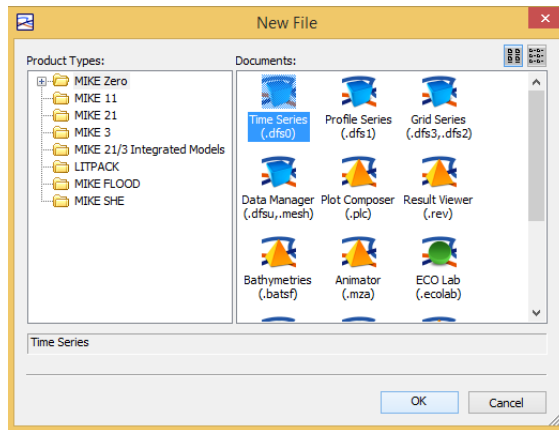 New File
Product Types:
MIKE Zero
MIKE 11
MIKE 21
MIKE 3
MIKE 21/3 Integrated Models
LITPACK
MIKE FLOOD
MIKE SHE
Documents:
Time Series Profile Series Grid Series
(.dfs0) (.dfs1) (.dfs3,.dfs2)
Data Manager Plot Composer Result Viewer
(.dfsu,.mesh) (.plc) (.rev)
Bathymetries Animator ECO Lab
(.batsf) (.mza) (.ecolab)
Time Series
OK Cancel